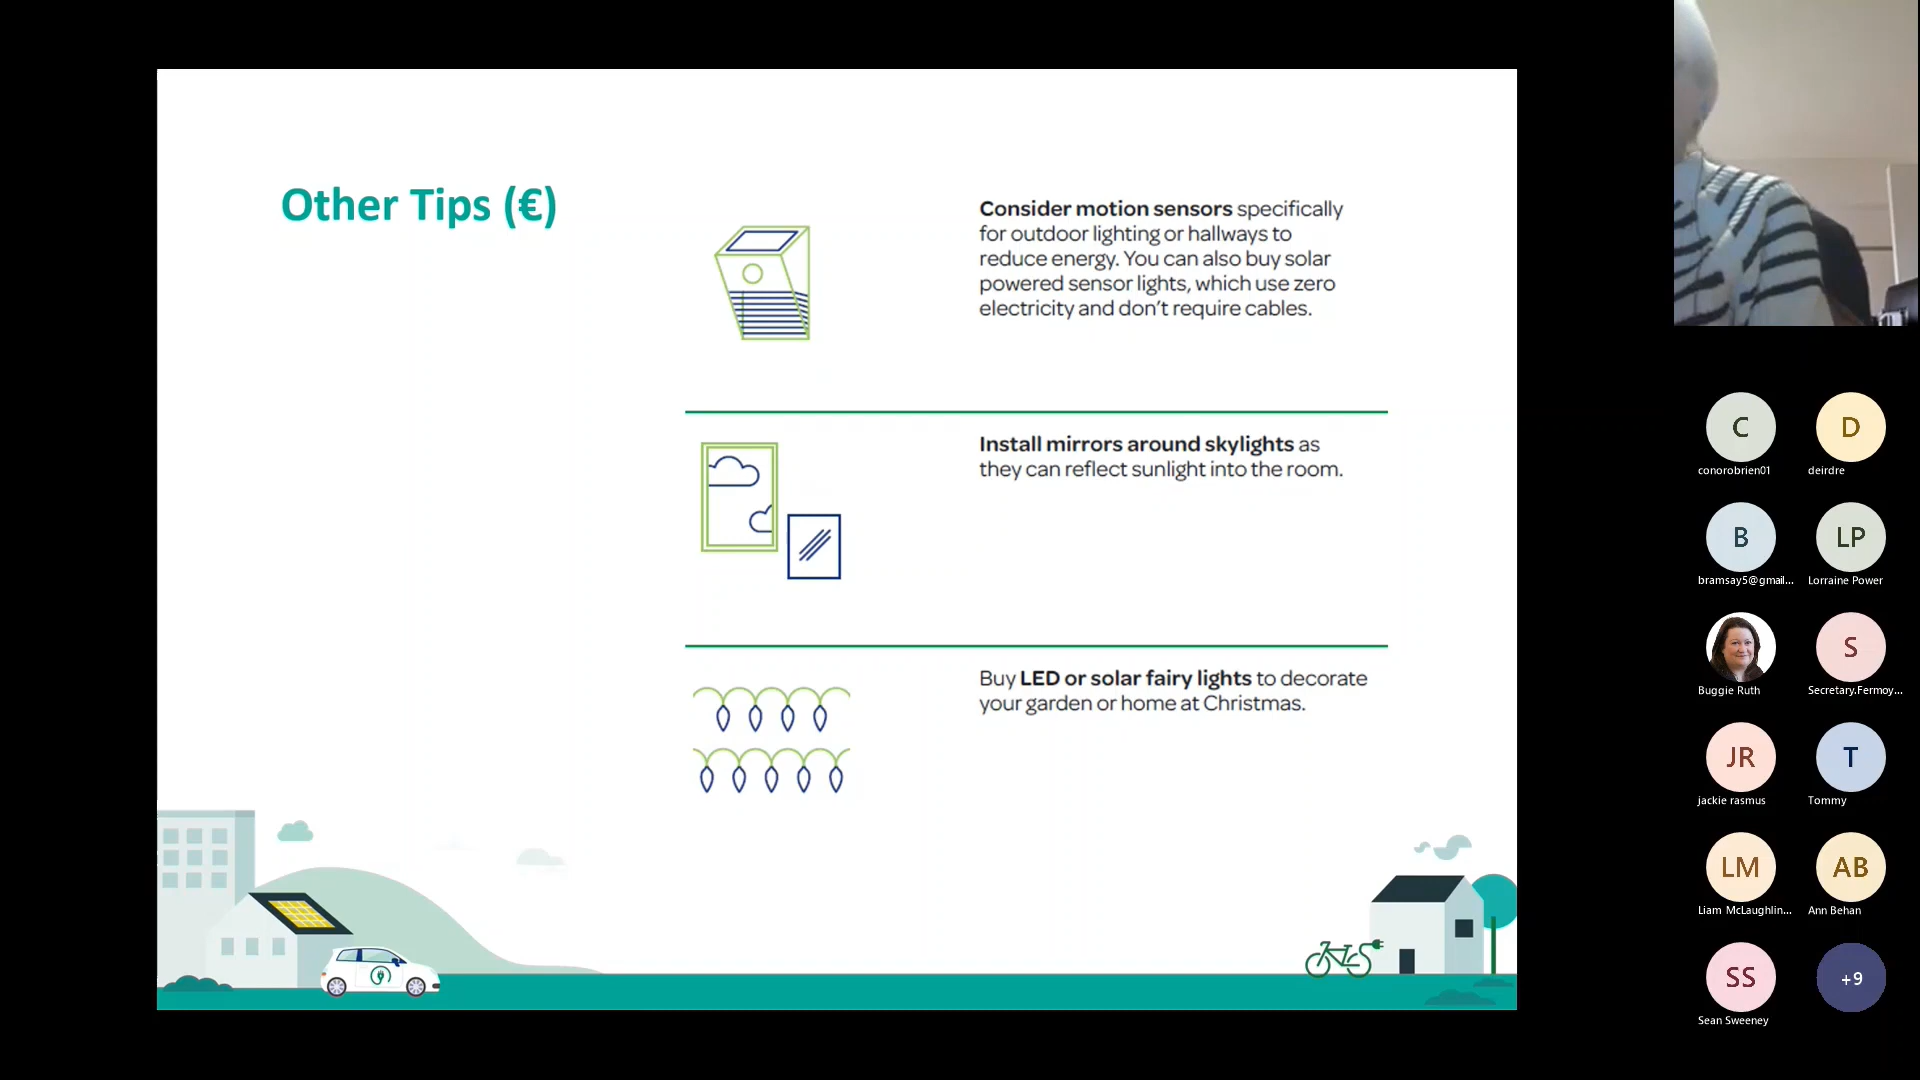 Other Tips (€)
Consider motion sensors specifically
for outdoor lighting or hallways to
reduce energy. You can also buy solar
powered sensor lights, which use zero
electricity and don't require cables.
Install mirrors around skylights as
they can reflect sunlight into the room.
Buy LED or solar fairy lights to decorate
your garden or home at Christmas.
C
D
conorobrien01
deirdre
B
LP
bramsay5@gmail...
Lorraine Power
Buggie Ruth
S
Secretary.Fermoy...
JR
T
jackie rasmus
Tommy
LM
AB
Liam McLaughlin...
Ann Behan
SS
+9
Sean Sweeney